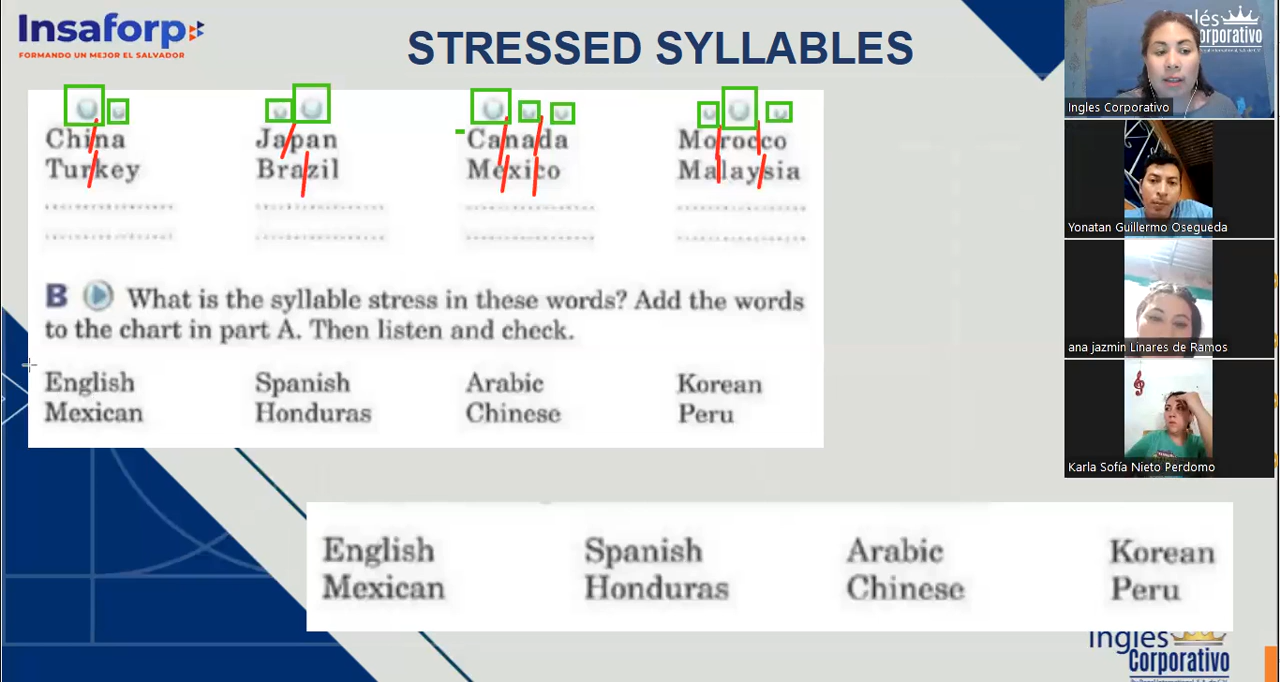 Insaforp
FORMANDO UN MEJOR EL SALVADOR
STRESSED SYLLABLES
China Japan Canada Morocco
Turkey Brazil Mexico Malaysia
B What is the syllable stress in these words? Add the words
to the chart in part A. Then listen and check.
English Spanish Arabic Korean
Mexican Honduras Chinese Peru
English Spanish Arabic Korean
Mexican Honduras Chinese Peru
Inglés
Corporativo
Inglés
Corporativo
Ingles Corporativo
Yonatan Guillermo Osegueda
ana jazmin Linares de Ramos
Karla Sofía Nieto Perdomo